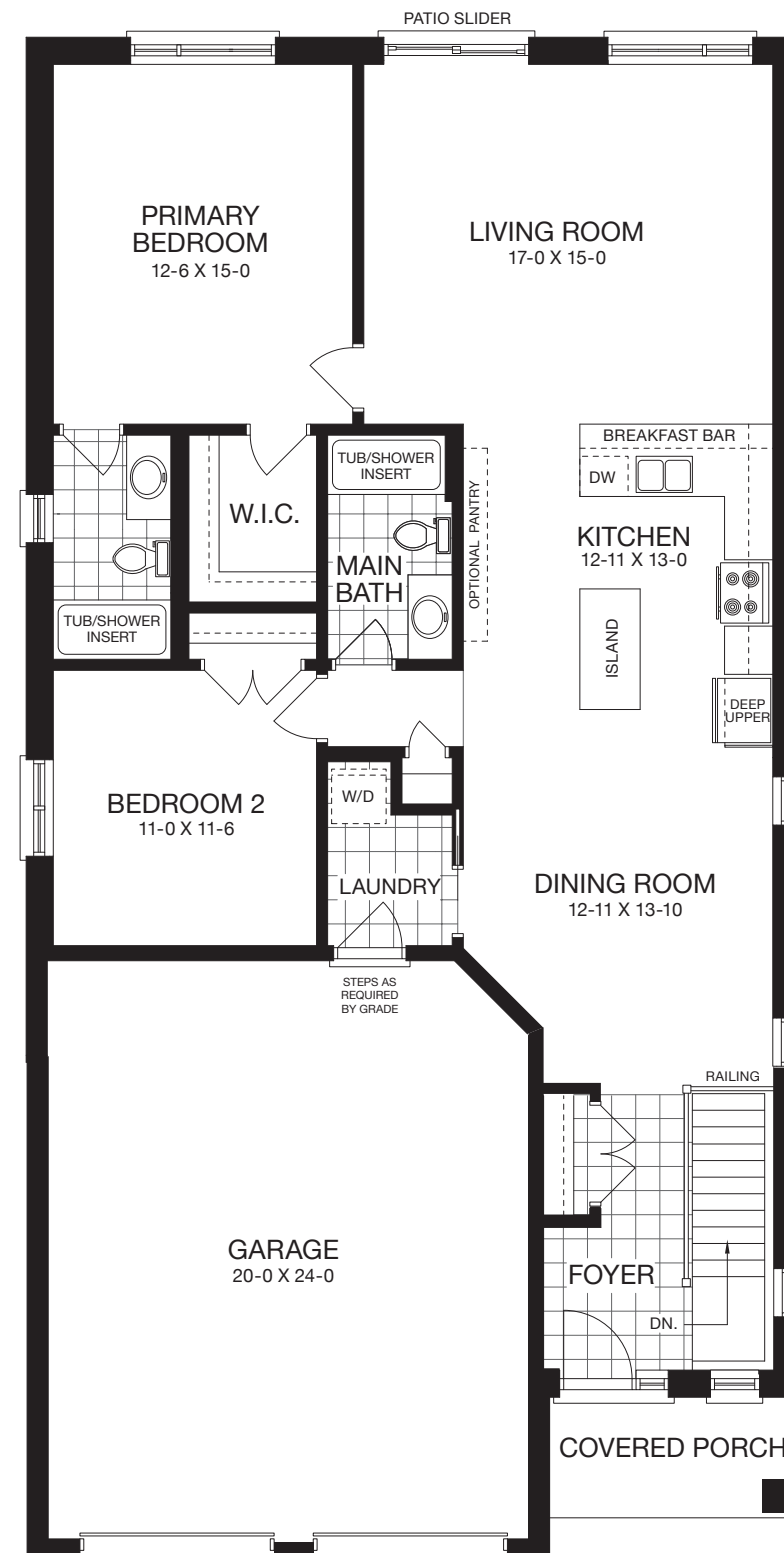 PATIO SLIDER
PRIMARY
BEDROOM
12-6 X 15-0
LIVING ROOM
17-0 X 15-0
BREAKFAST BAR
DW
TUB/SHOWER
INSERT
W.I.C.
MAIN
BATH
OPTIONAL PANTRY
KITCHEN
12-11 X 13-0
ISLAND
TUB/SHOWER
INSERT
DEEP
UPPER
BEDROOM 2
11-0 X 11-6
W/D
LAUNDRY
DINING ROOM
12-11 X 13-10
STEPS AS
REQUIRED
BY GRADE
RAILING
GARAGE
20-0 X 24-0
FOYER
DN.
COVERED PORCH